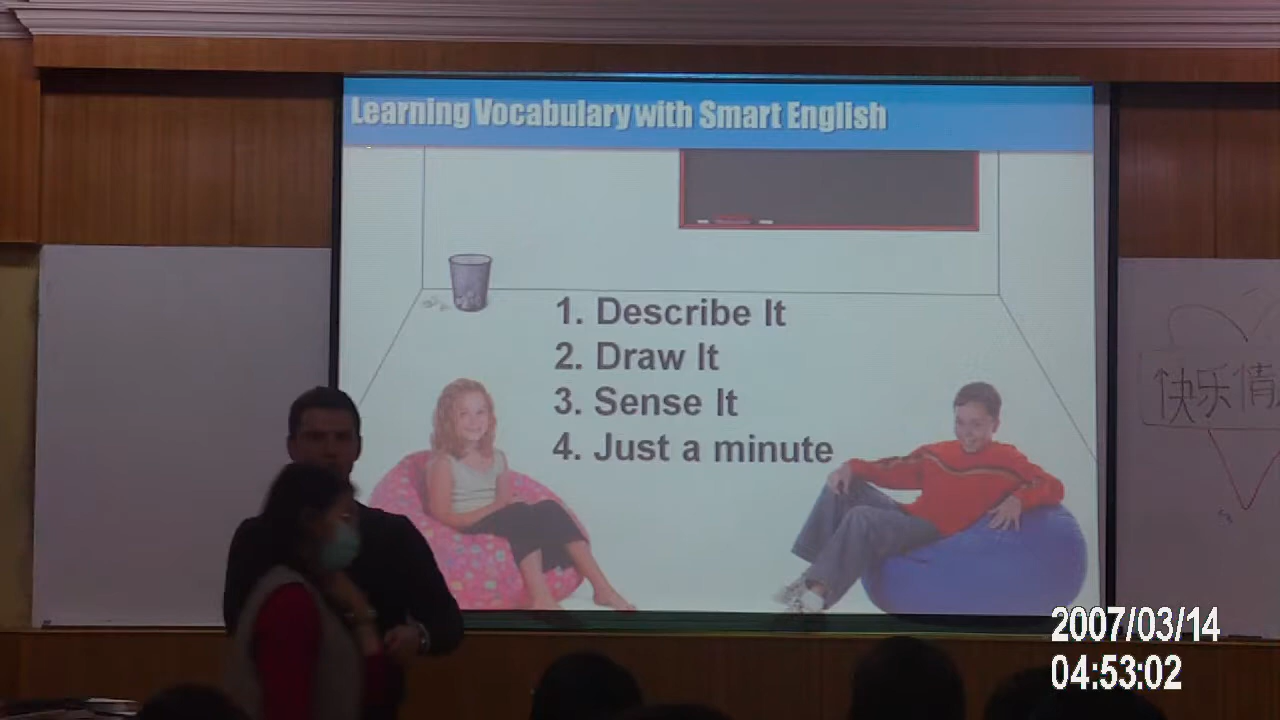 Learning Vocabulary with Smart English
1. Describe It
2. Draw It
3. Sense It
4. Just a minute
快乐情
2007/03/14
04:53:02